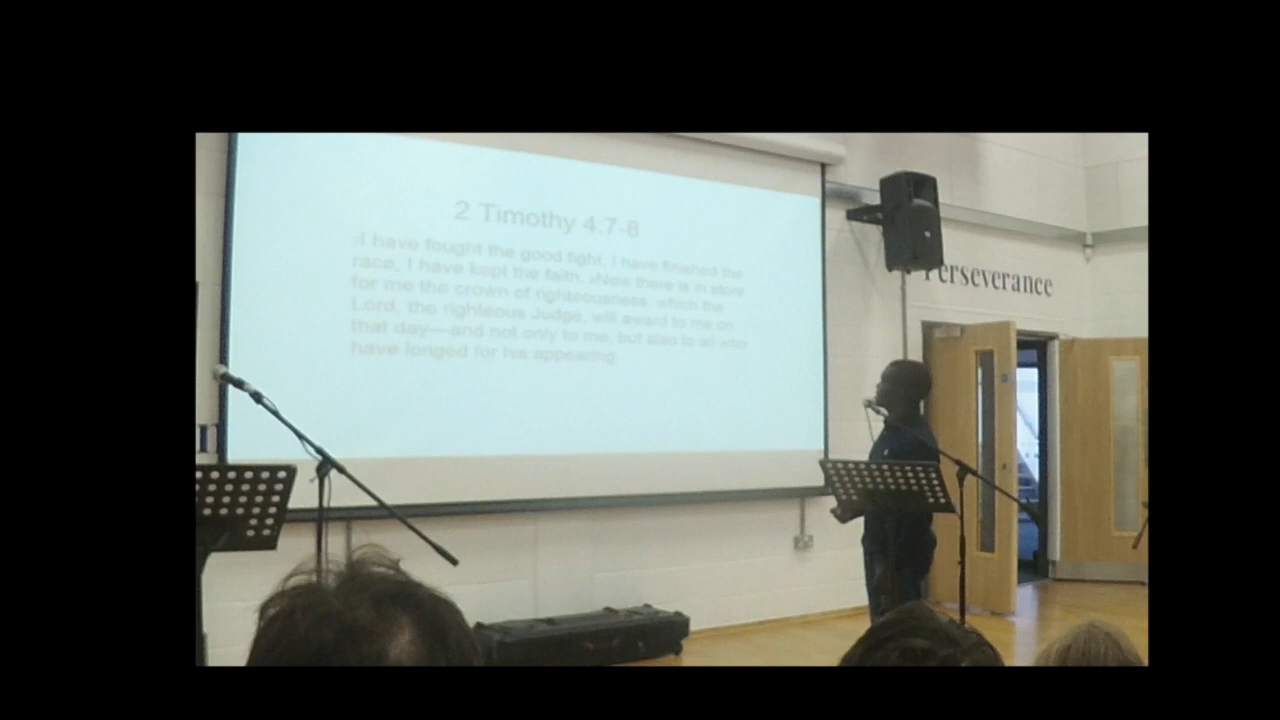 2 Timothy 4:7-8
7I have fought the good fight, I have finished the
race, I have kept the faith. 8Now there is in store
for me the crown of righteousness, which the
Lord, the righteous Judge, will award to me on
that day—and not only to me, but also to all who
have longed for his appearing.
Perseverance